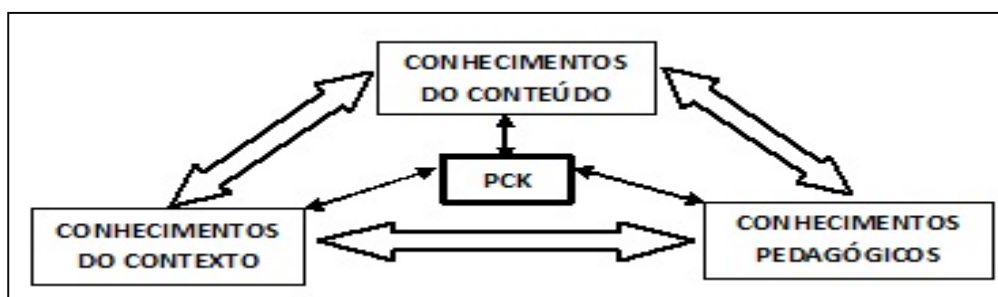 CONHECIMENTOS
DO CONTEÚDO
PCK
CONHECIMENTOS
DO CONTEXTO
CONHECIMENTOS
PEDAGÓGICOS